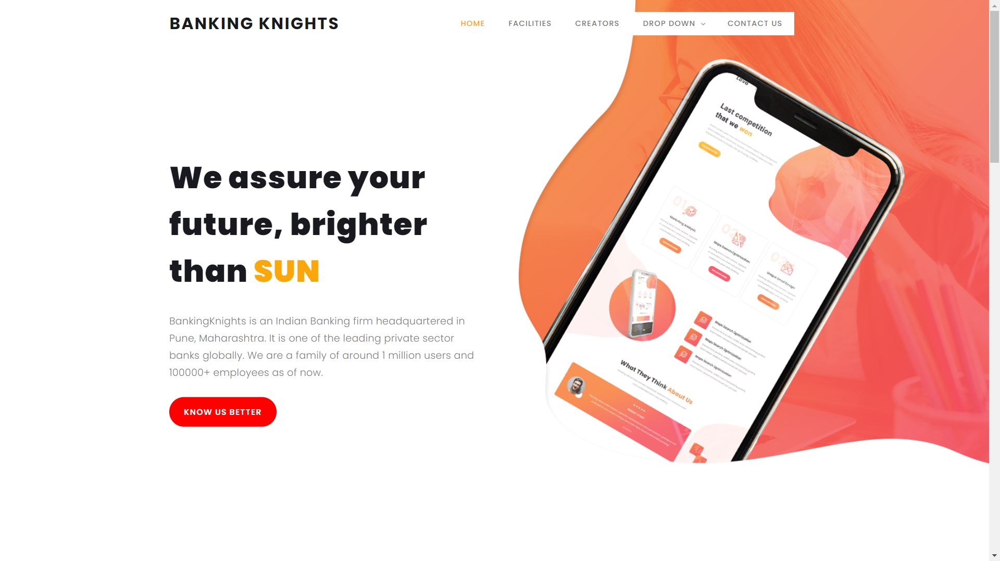 BANKING KNIGHTS
HOME
FACILITIES
CREATORS
DROP DOWN
CONTACT US
We assure your
future, brighter
than SUN
BankingKnights is an Indian Banking firm headquartered in
Pune, Maharashtra. It is one of the leading private sector
banks globally. We are a family of around 1 million users and
100000+ employees as of now.
KNOW US BETTER
Lava
Last competition
that we won
01
Marketing Analysis
02
Maps Search Optimization
03
Unique Email Design
Maps Search Optimization
Maps Search Optimization
Maps Search Optimization
What They Think About Us